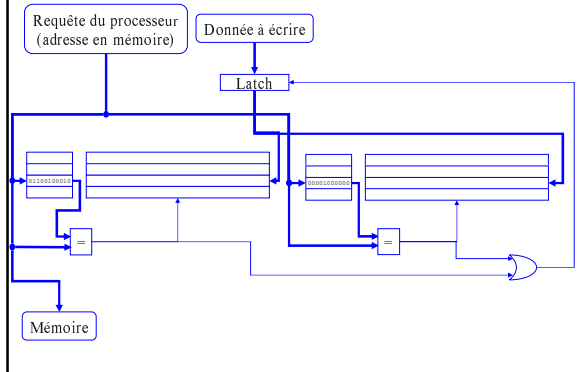 Requête du processeur
(adresse en mémoire)
Donnée à écrire
Latch
01100100010
00001000000
=
=
Mémoire